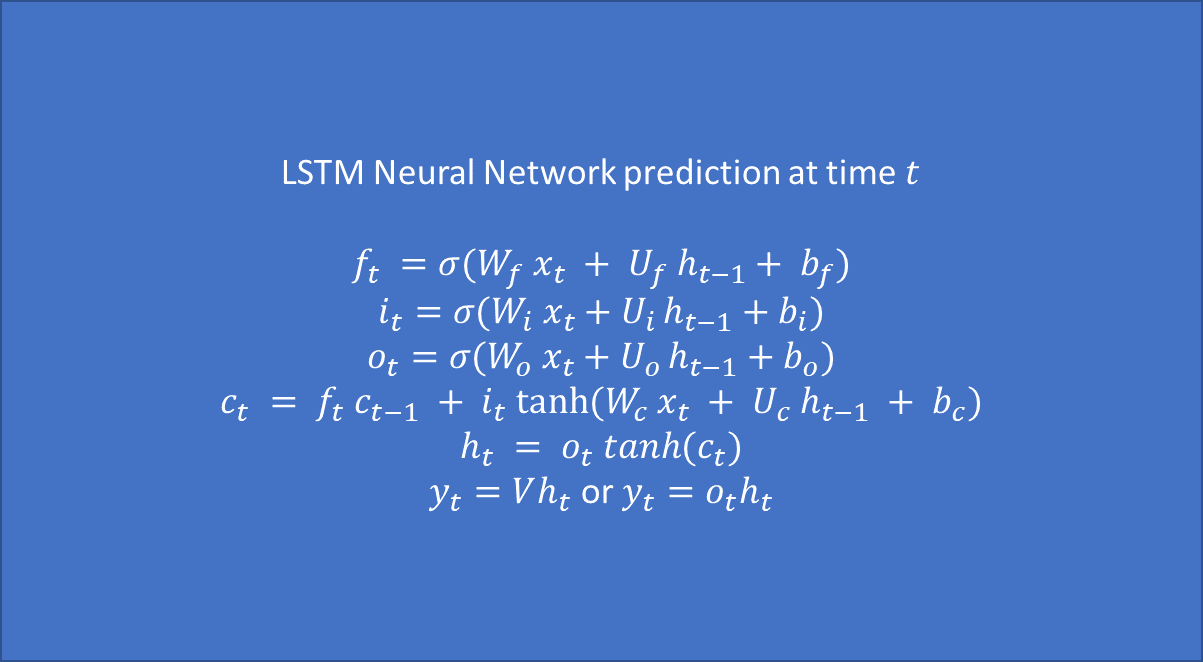 LSTM Neural Network prediction at time t
f_t = σ(W_f x_t + U_f h_{t−1} + b_f)
i_t = σ(W_i x_t + U_i h_{t−1} + b_i)
o_t = σ(W_o x_t + U_o h_{t−1} + b_o)
c_t = f_t c_{t−1} + i_t tanh(W_c x_t + U_c h_{t−1} + b_c)
h_t = o_t tanh(c_t)
y_t = V h_t or y_t = o_t h_t